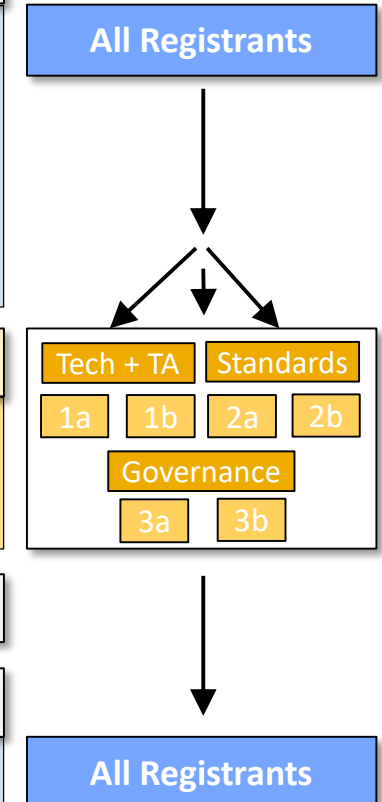 All Registrants
Tech + TA Standards
1a 1b 2a 2b
Governance
3a 3b
All Registrants